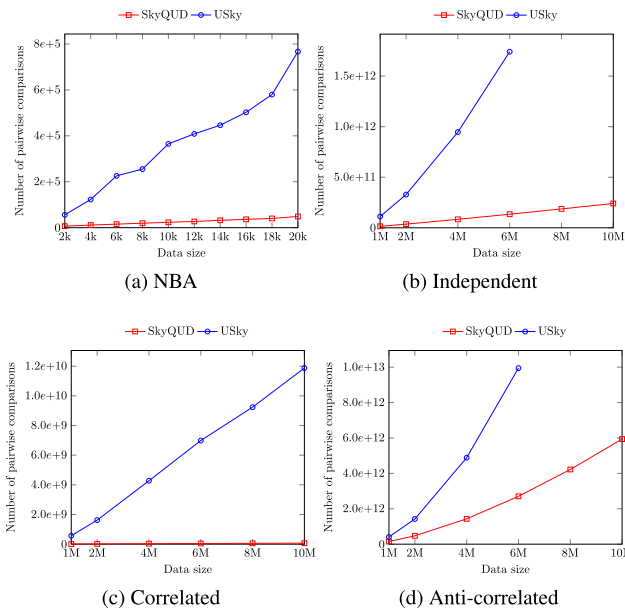 SkyQUD USky
Number of pairwise comparisons
8e+5
6e+5
4e+5
2e+5
0
2k 4k 6k 8k 10k 12k 14k 16k 18k 20k
Data size
(a) NBA
SkyQUD USky
Number of pairwise comparisons
1.5e+12
1.0e+12
5.0e+11
0
1M 2M 4M 6M 8M 10M
Data size
(b) Independent
SkyQUD USky
Number of pairwise comparisons
1.2e+10
1.0e+10
8.0e+9
6.0e+9
4.0e+9
2.0e+9
0
1M 2M 4M 6M 8M 10M
Data size
(c) Correlated
SkyQUD USky
Number of pairwise comparisons
1.0e+13
8.0e+12
6.0e+12
4.0e+12
2.0e+12
0
1M 2M 4M 6M 8M 10M
Data size
(d) Anti-correlated